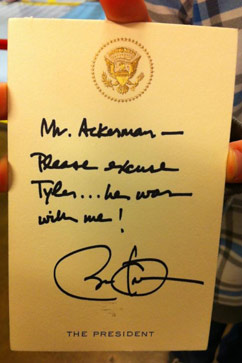 Mr. Ackerman —
Please excuse
Tyler... he was
with me!
THE PRESIDENT